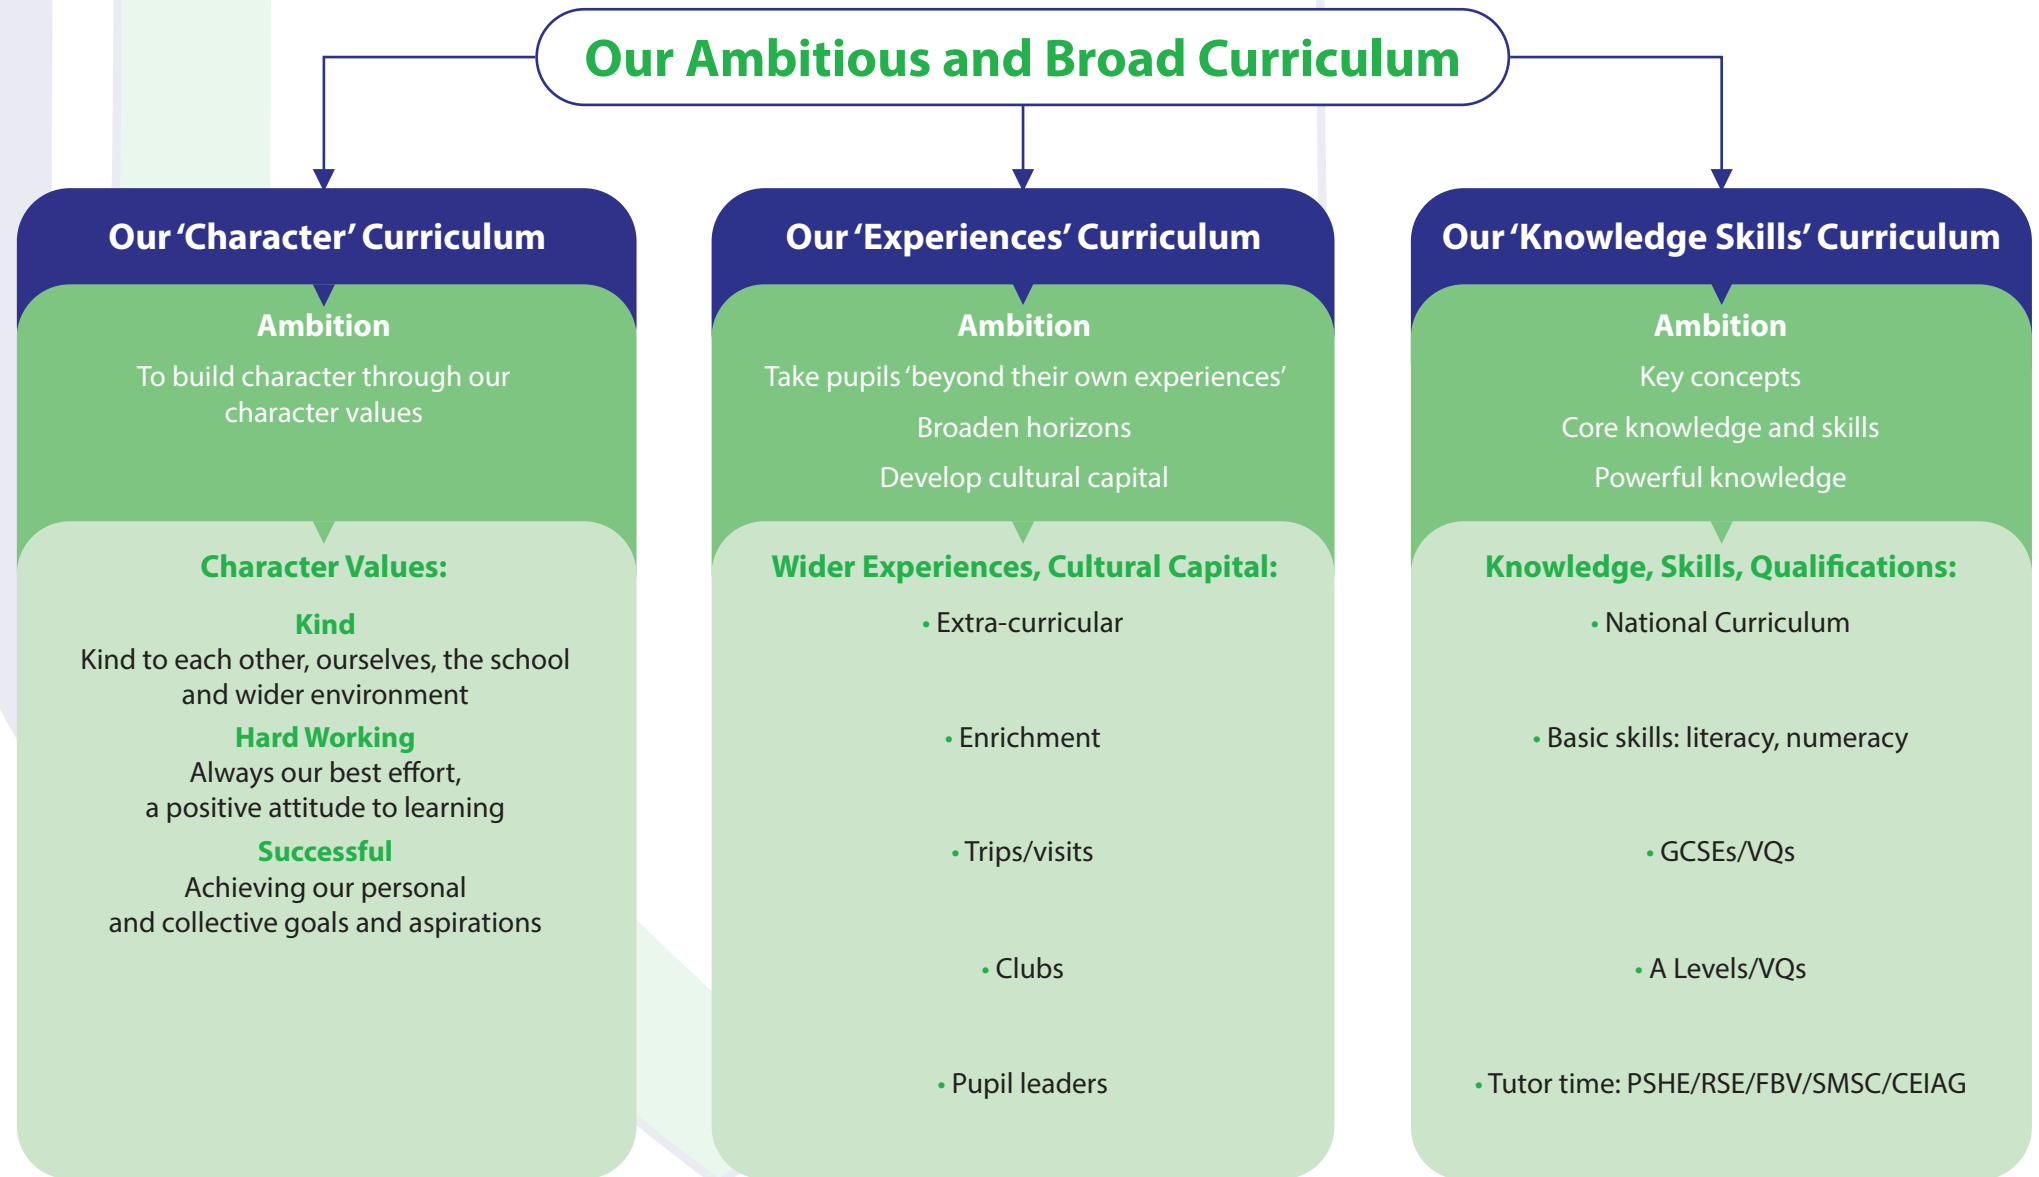 Our Ambitious and Broad Curriculum
Our ‘Character’ Curriculum
Ambition
To build character through our
character values
Character Values:
Kind
Kind to each other, ourselves, the school
and wider environment
Hard Working
Always our best effort,
a positive attitude to learning
Successful
Achieving our personal
and collective goals and aspirations
Our ‘Experiences’ Curriculum
Ambition
Take pupils ‘beyond their own experiences’
Broaden horizons
Develop cultural capital
Wider Experiences, Cultural Capital:
• Extra-curricular
• Enrichment
• Trips/visits
• Clubs
• Pupil leaders
Our ‘Knowledge Skills’ Curriculum
Ambition
Key concepts
Core knowledge and skills
Powerful knowledge
Knowledge, Skills, Qualifications:
• National Curriculum
• Basic skills: literacy, numeracy
• GCSEs/VQs
• A Levels/VQs
• Tutor time: PSHE/RSE/FBV/SMSC/CEIAG